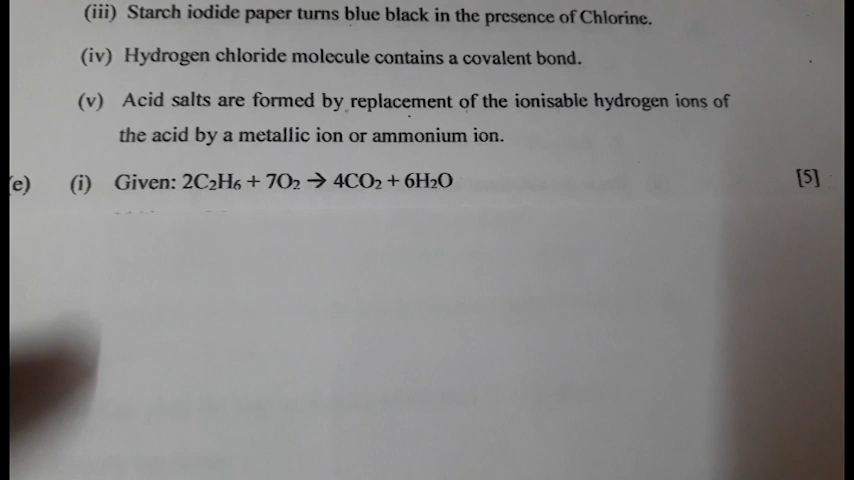 (iii) Starch iodide paper turns blue black in the presence of Chlorine.
(iv) Hydrogen chloride molecule contains a covalent bond.
(v) Acid salts are formed by replacement of the ionisable hydrogen ions of
the acid by a metallic ion or ammonium ion.
e) (i) Given: 2C₂H₆ + 7O₂ → 4CO₂ + 6H₂O [5]